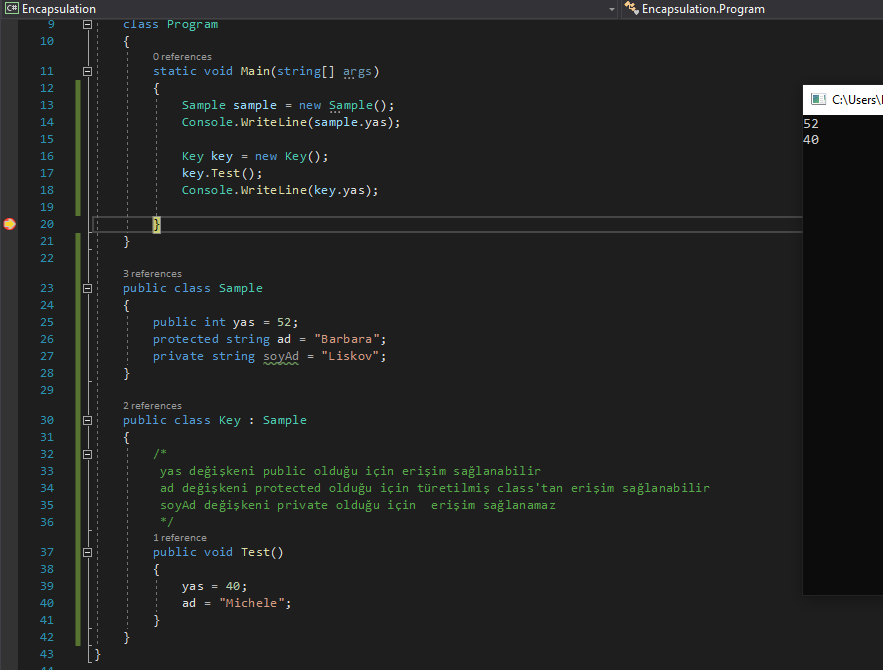 C# Encapsulation Encapsulation.Program
9 class Program
10 {
0 references
11 static void Main(string[] args)
12 {
13 Sample sample = new Sample();
14 Console.WriteLine(sample.yas);
15
16 Key key = new Key();
17 key.Test();
18 Console.WriteLine(key.yas);
19
20 }
21 }
22
3 references
23 public class Sample
24 {
25 public int yas = 52;
26 protected string ad = "Barbara";
27 private string soyAd = "Liskov";
28 }
29
2 references
30 public class Key : Sample
31 {
32 /*
33 yas değişkeni public olduğu için erişim sağlanabilir
34 ad değişkeni protected olduğu için türetilmiş class'tan erişim sağlanabilir
35 soyAd değişkeni private olduğu için  erişim sağlanamaz
36 */
1 reference
37 public void Test()
38 {
39 yas = 40;
40 ad = "Michele";
41 }
42 }
43 }
C:\Users\
52
40